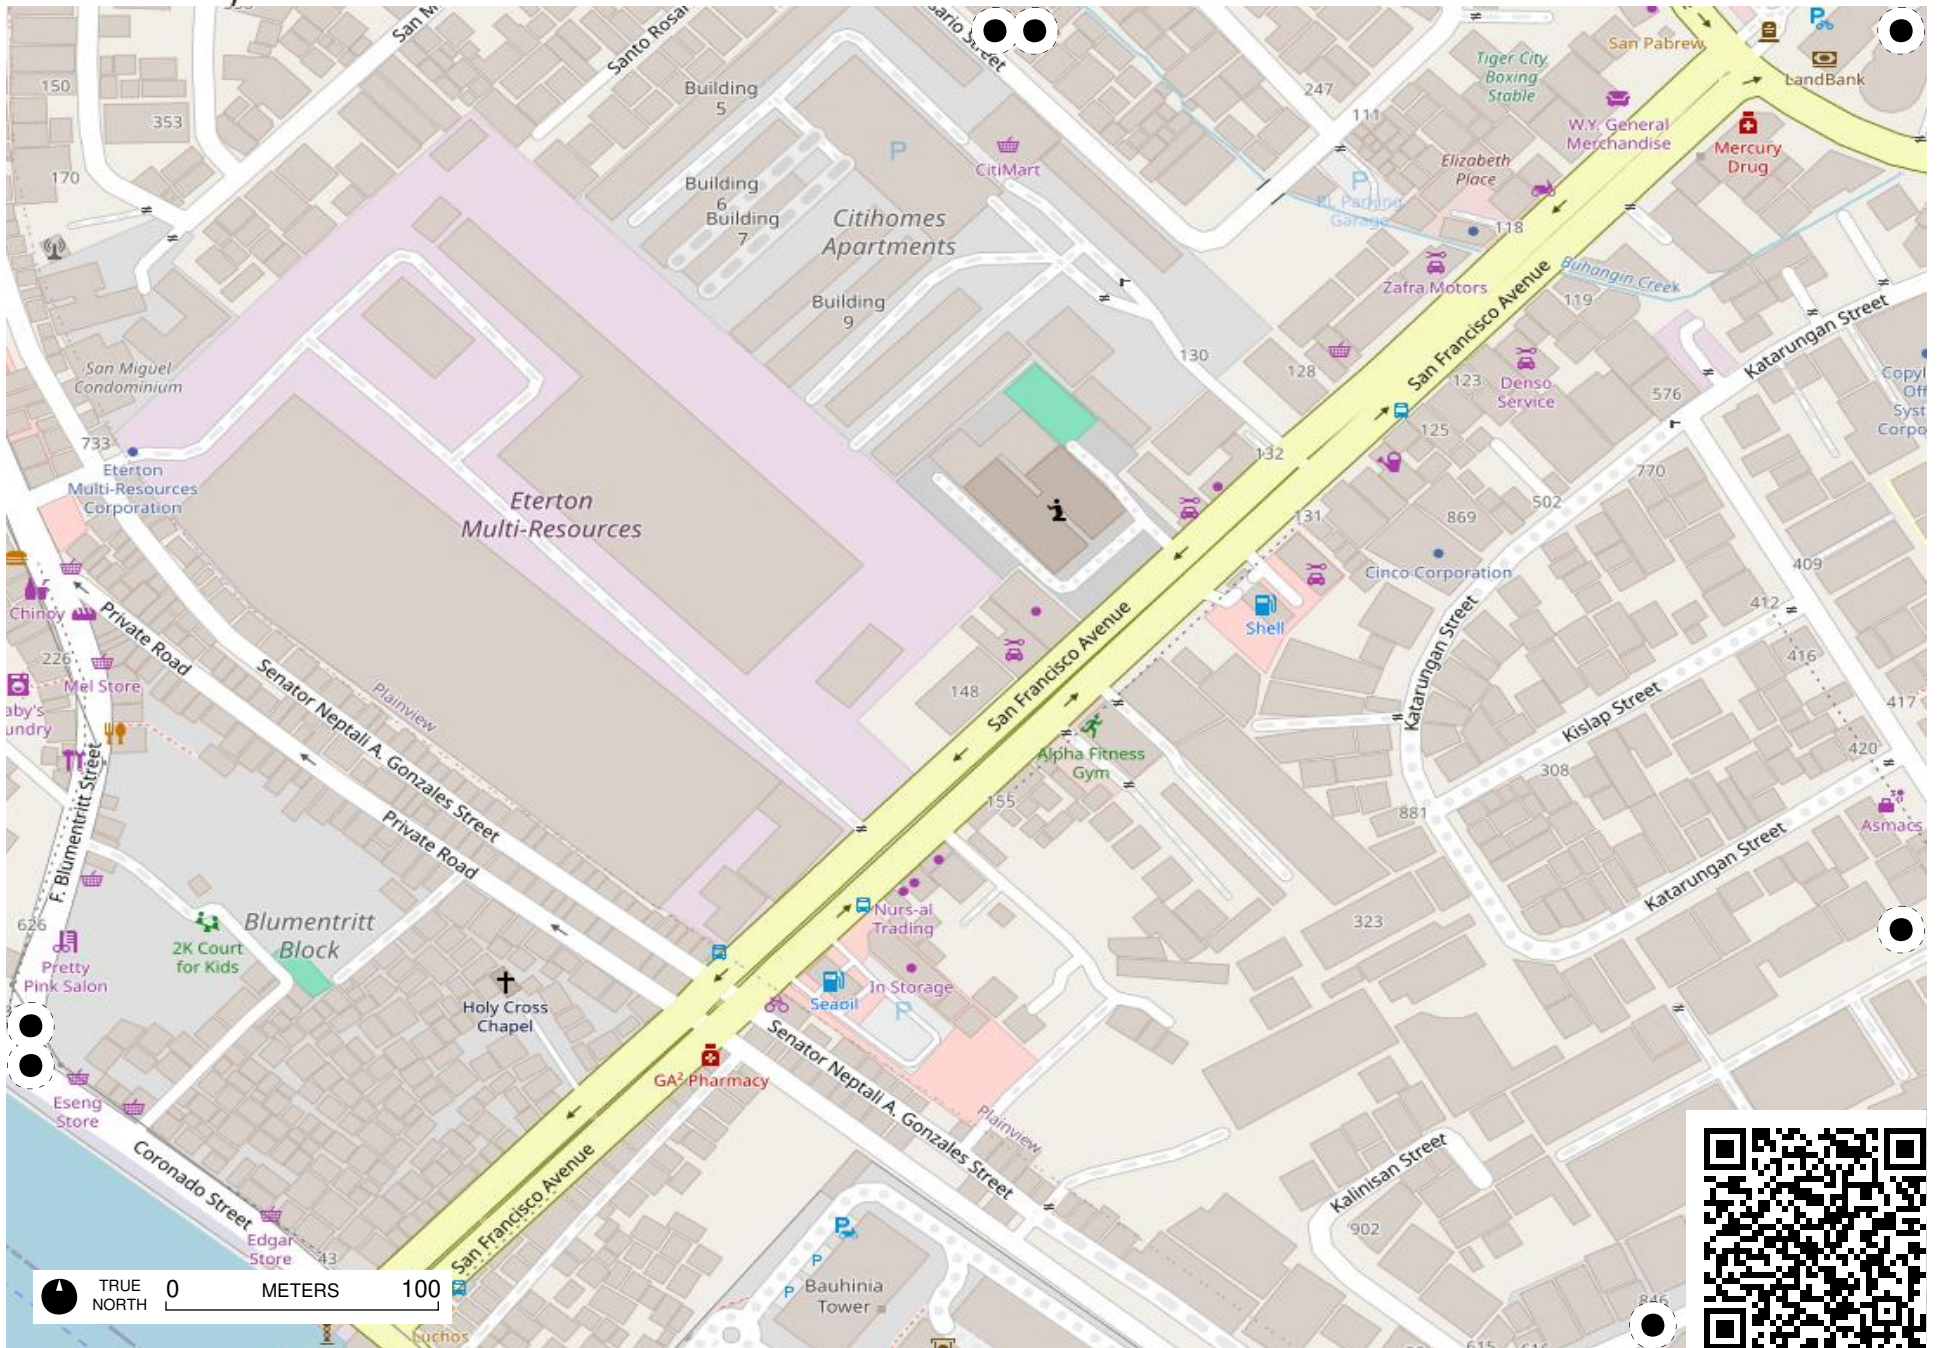 San Pabrew
Tiger City
Boxing
Stable
LandBank
150
353
Building
5
247
111
W.Y. General
Merchandise
Mercury
Drug
CitiMart
Elizabeth
Place
170
Building
6
Building
7
Citihomes
Apartments
118
Zafra Motors
Buhangin Creek
119
Building
9
San Francisco Avenue
Katarungan Street
San Miguel
Condominium
130
128
123
Denso
Service
576
733
125
132
770
Eterton
Multi-Resources
Corporation
Eterton
Multi-Resources
131
869
502
Cinco Corporation
409
412
Chinoy
Private Road
San Francisco Avenue
Shell
Katarungan Street
416
226
Mel Store
Senator Neptali A. Gonzales Street
Plainview
148
Kislap Street
417
420
Alpha Fitness
Gym
308
155
881
Asmacs
Private Road
F. Blumentritt Street
Katarungan Street
626
2K Court
for Kids
Blumentritt
Block
Nurs-al
Trading
323
Pretty
Pink Salon
Holy Cross
Chapel
Seaoil
In Storage
P
GA² Pharmacy
Senator Neptali A. Gonzales Street
Plainview
Eseng
Store
Coronado Street
San Francisco Avenue
Kalinisan Street
902
Edgar
Store
43
Bauhinia
Tower
846
TRUE
NORTH
0 METERS 100
Luchos